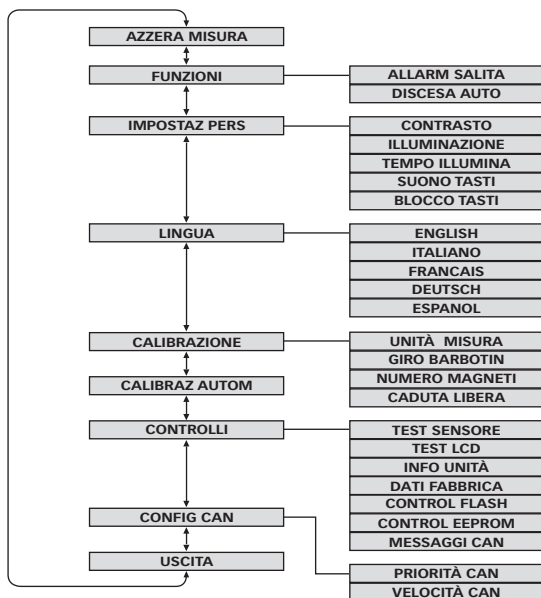 AZZERA MISURA
FUNZIONI
ALLARM SALITA
DISCESA AUTO
IMPOSTAZ PERS
CONTRASTO
ILLUMINAZIONE
TEMPO ILLUMINA
SUONO TASTI
BLOCCO TASTI
LINGUA
ENGLISH
ITALIANO
FRANCAIS
DEUTSCH
ESPANOL
CALIBRAZIONE
UNITÀ MISURA
GIRO BARBOTIN
NUMERO MAGNETI
CADUTA LIBERA
CALIBRAZ AUTOM
CONTROLLI
TEST SENSORE
TEST LCD
INFO UNITÀ
DATI FABBRICA
CONTROL FLASH
CONTROL EEPROM
MESSAGGI CAN
CONFIG CAN
PRIORITÀ CAN
VELOCITÀ CAN
USCITA